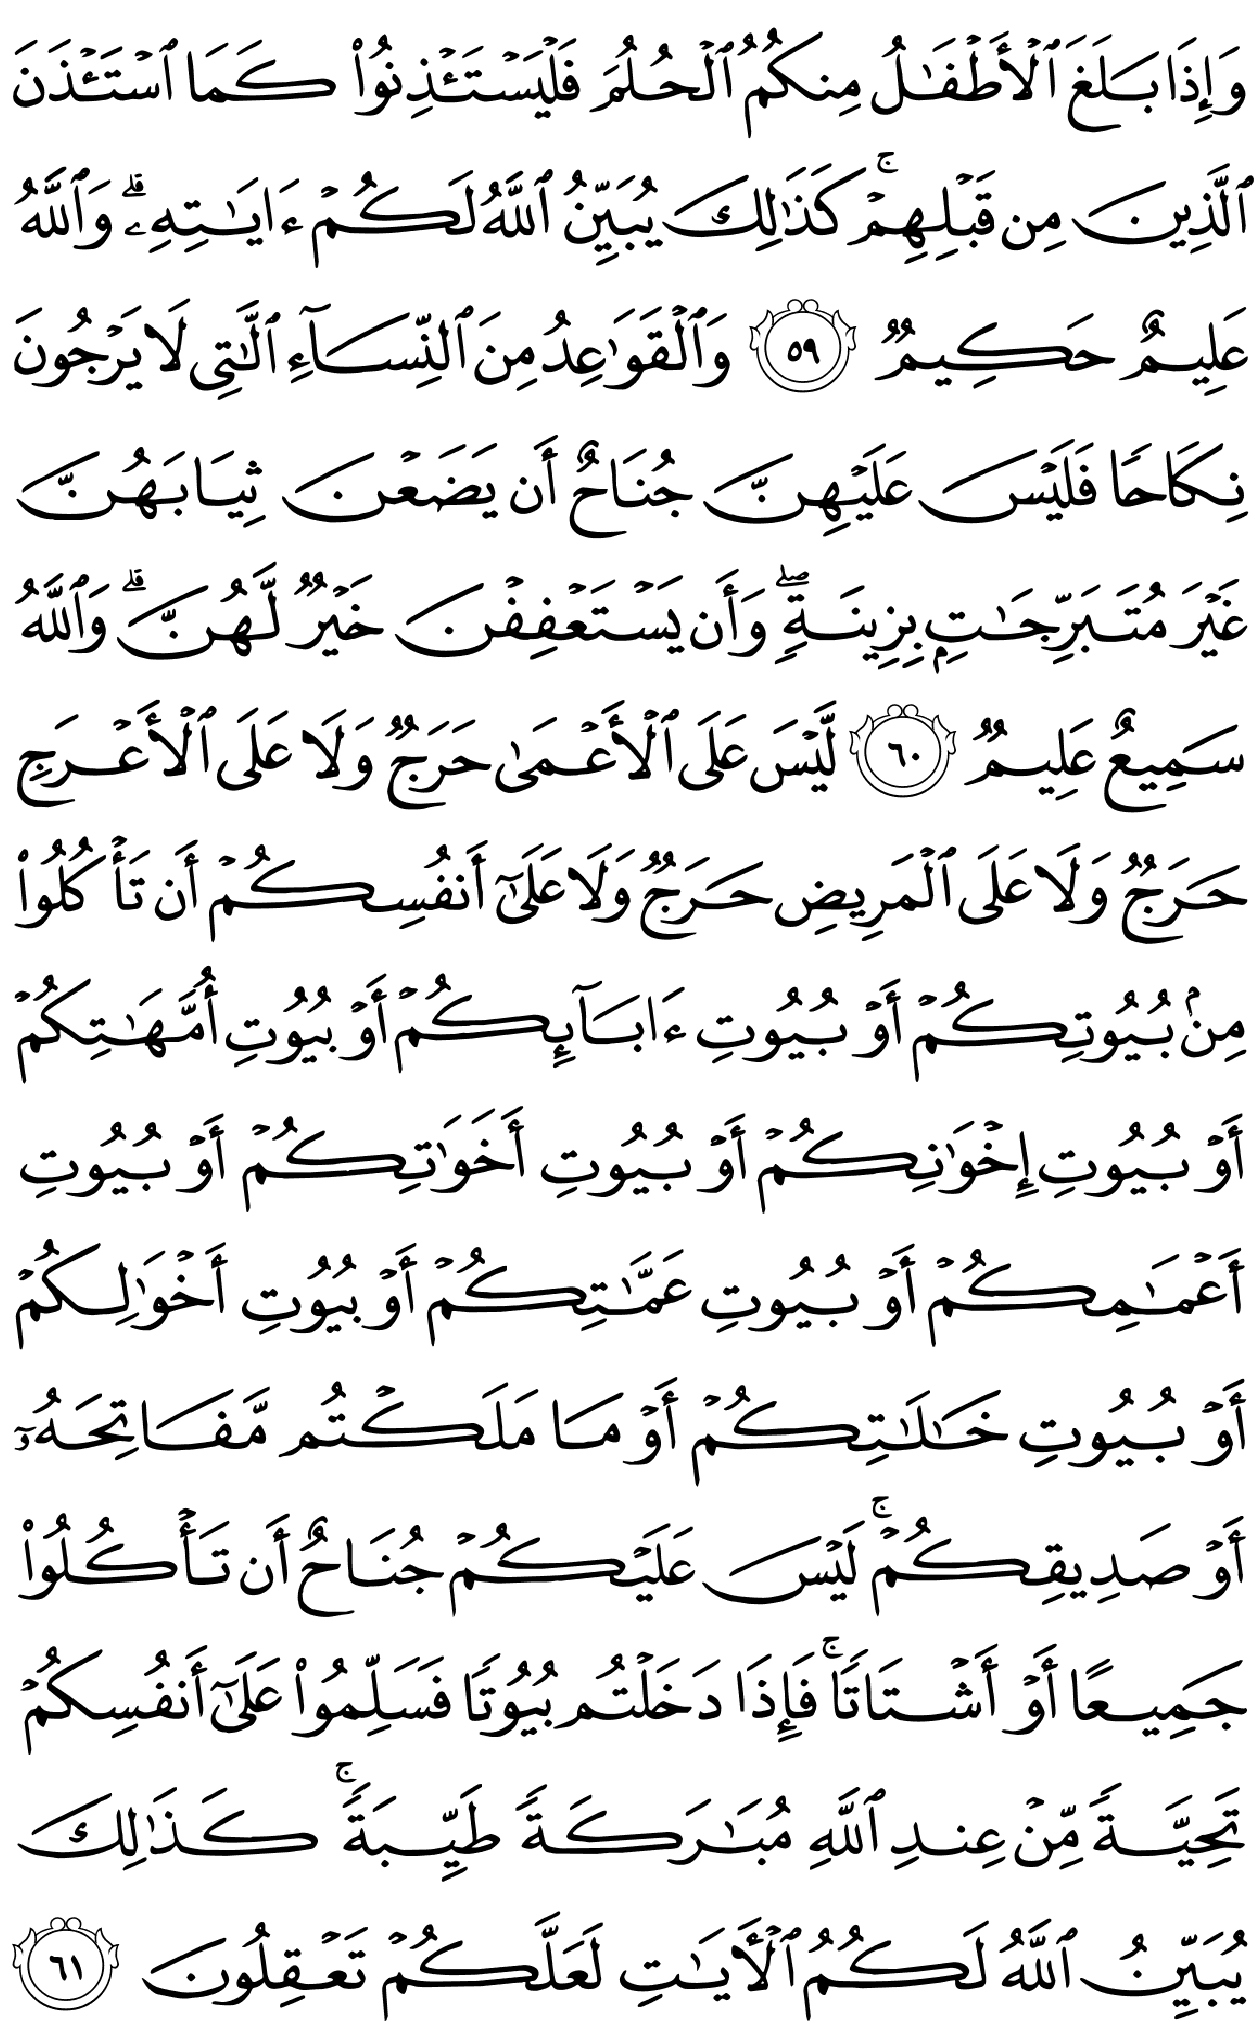 وَإِذَا بَلَغَ ٱلْأَطْفَٰلُ مِنكُمُ ٱلْحُلُمَ فَلْيَسْتَـْٔذِنُوا۟ كَمَا ٱسْتَـْٔذَنَ
ٱلَّذِينَ مِن قَبْلِهِمْ ۚ كَذَٰلِكَ يُبَيِّنُ ٱللَّهُ لَكُمْ ءَايَٰتِهِۦ ۗ وَٱللَّهُ
عَلِيمٌ حَكِيمٌ ٥٩ وَٱلْقَوَٰعِدُ مِنَ ٱلنِّسَآءِ ٱلَّٰتِى لَا يَرْجُونَ
نِكَاحًا فَلَيْسَ عَلَيْهِنَّ جُنَاحٌ أَن يَضَعْنَ ثِيَابَهُنَّ
غَيْرَ مُتَبَرِّجَٰتٍۭ بِزِينَةٍ ۖ وَأَن يَسْتَعْفِفْنَ خَيْرٌ لَّهُنَّ ۗ وَٱللَّهُ
سَمِيعٌ عَلِيمٌ ٦٠ لَّيْسَ عَلَى ٱلْأَعْمَىٰ حَرَجٌ وَلَا عَلَى ٱلْأَعْرَجِ
حَرَجٌ وَلَا عَلَى ٱلْمَرِيضِ حَرَجٌ وَلَا عَلَىٰٓ أَنفُسِكُمْ أَن تَأْكُلُوا۟
مِنۢ بُيُوتِكُمْ أَوْ بُيُوتِ ءَابَآئِكُمْ أَوْ بُيُوتِ أُمَّهَٰتِكُمْ
أَوْ بُيُوتِ إِخْوَٰنِكُمْ أَوْ بُيُوتِ أَخَوَٰتِكُمْ أَوْ بُيُوتِ
أَعْمَٰمِكُمْ أَوْ بُيُوتِ عَمَّٰتِكُمْ أَوْ بُيُوتِ أَخْوَٰلِكُمْ
أَوْ بُيُوتِ خَٰلَٰتِكُمْ أَوْ مَا مَلَكْتُم مَّفَاتِحَهُۥٓ
أَوْ صَدِيقِكُمْ ۚ لَيْسَ عَلَيْكُمْ جُنَاحٌ أَن تَأْكُلُوا۟
جَمِيعًا أَوْ أَشْتَاتًا ۚ فَإِذَا دَخَلْتُم بُيُوتًا فَسَلِّمُوا۟ عَلَىٰٓ أَنفُسِكُمْ
تَحِيَّةً مِّنْ عِندِ ٱللَّهِ مُبَٰرَكَةً طَيِّبَةً ۚ كَذَٰلِكَ
يُبَيِّنُ ٱللَّهُ لَكُمُ ٱلْأَيَٰتِ لَعَلَّكُمْ تَعْقِلُونَ ٦١